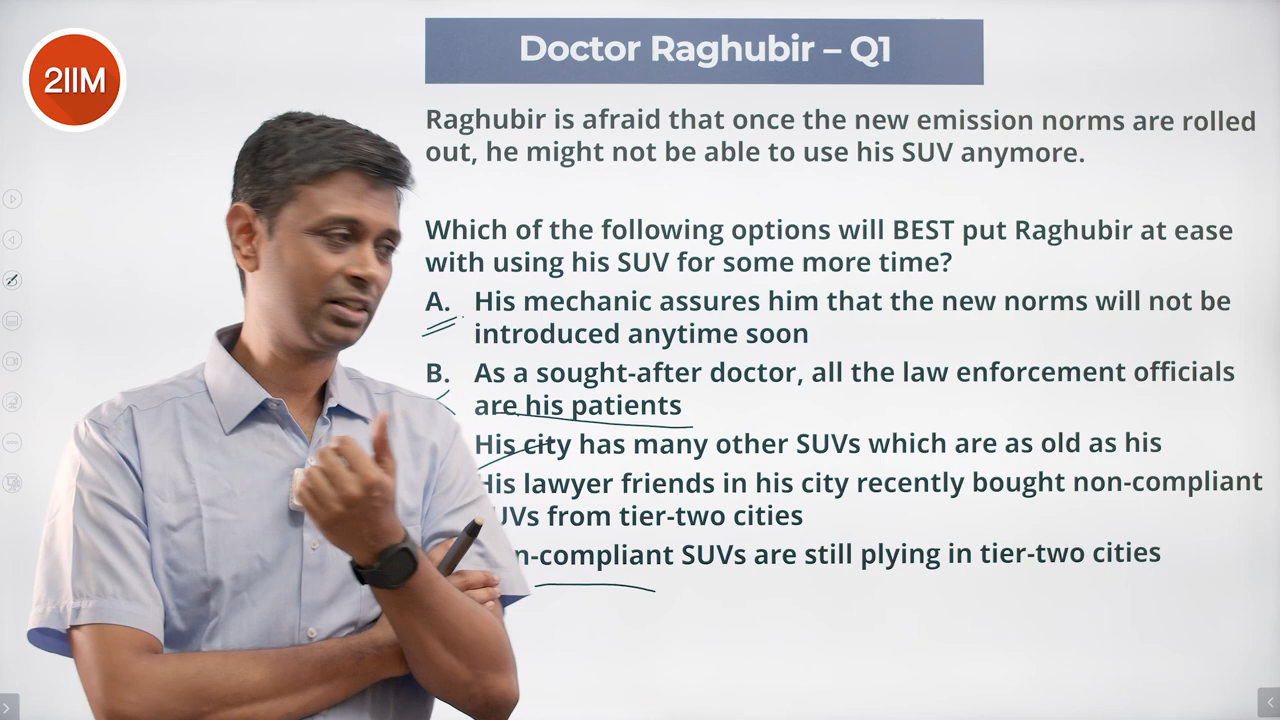 2IIM
Doctor Raghubir – Q1
Raghubir is afraid that once the new emission norms are rolled
out, he might not be able to use his SUV anymore.
Which of the following options will BEST put Raghubir at ease
with using his SUV for some more time?
A. His mechanic assures him that the new norms will not be
introduced anytime soon
B. As a sought-after doctor, all the law enforcement officials
are his patients
His city has many other SUVs which are as old as his
His lawyer friends in his city recently bought non-compliant
UVs from tier-two cities
n-compliant SUVs are still plying in tier-two cities